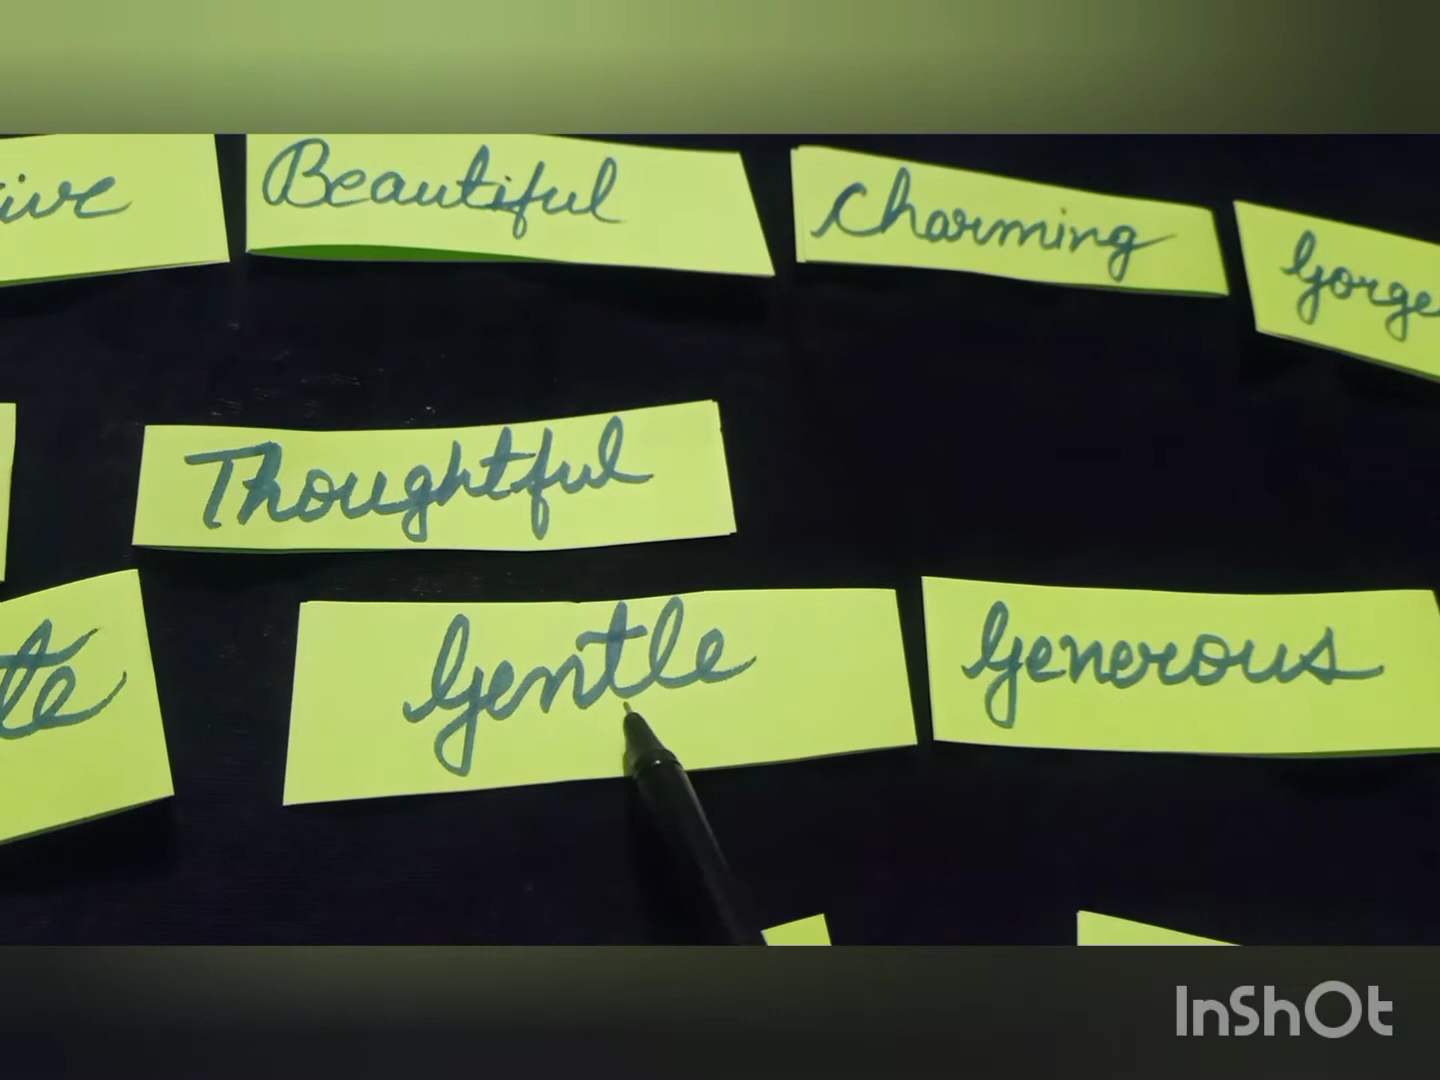 Beautiful
Charming
Thoughtful
Gentle
Generous
InShOt